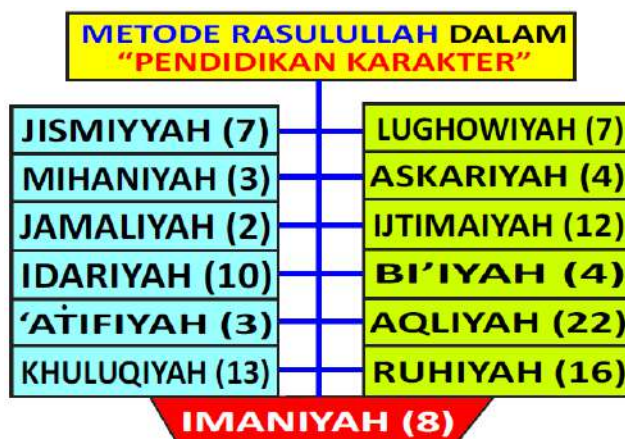 METODE RASULULLAH DALAM
“PENDIDIKAN KARAKTER”
JISMIYYAH (7)
MIHANIYAH (3)
JAMALIYAH (2)
IDARIYAH (10)
‘AṪIFIYAH (3)
KHULUQIYAH (13)
LUGHOWIYAH (7)
ASKARIYAH (4)
IJTIMAIYAH (12)
BI’IYAH (4)
AQLIYAH (22)
RUHIYAH (16)
IMANIYAH (8)